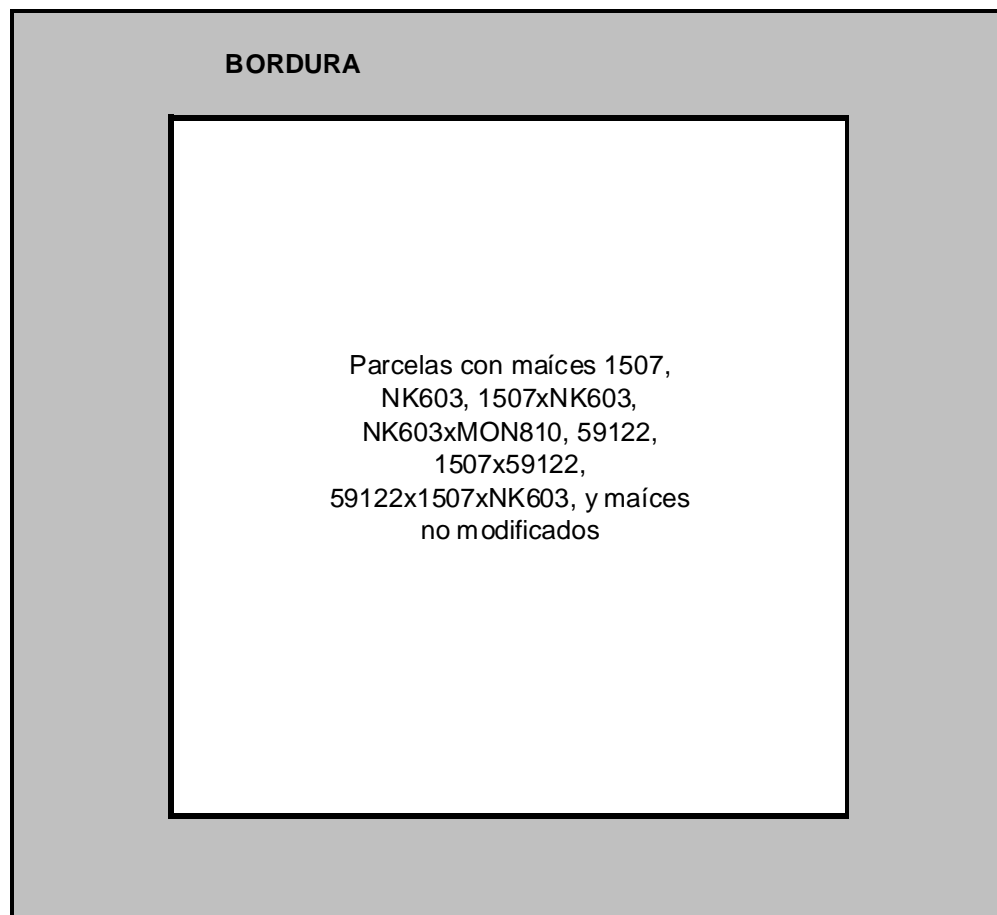 BORDURA
Parcelas con maíces 1507,
NK603, 1507xNK603,
NK603xMON810, 59122,
1507x59122,
59122x1507xNK603, y maíces
no modificados